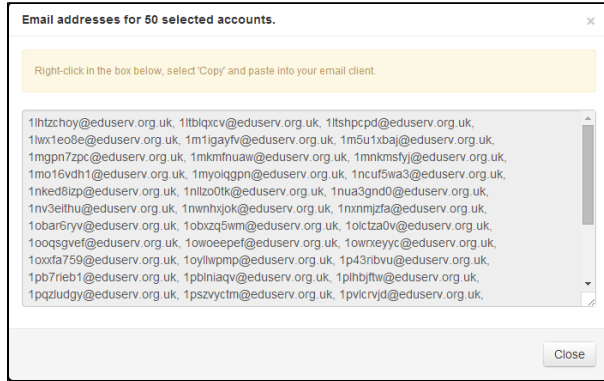 Email addresses for 50 selected accounts.
×
Right-click in the box below, select 'Copy' and paste into your email client.
1lhtzchoy@eduserv.org.uk, 1ltblqxcv@eduserv.org.uk, 1ltshpcpd@eduserv.org.uk,
1lwx1eo8e@eduserv.org.uk, 1m1igayfv@eduserv.org.uk, 1m5u1xbaj@eduserv.org.uk,
1mgpn7zpc@eduserv.org.uk, 1mkmfnuaw@eduserv.org.uk, 1mnkmsfyj@eduserv.org.uk,
1mo16vdh1@eduserv.org.uk, 1myoiqgpn@eduserv.org.uk, 1ncuf5wa3@eduserv.org.uk,
1nked8izp@eduserv.org.uk, 1nllzo0tk@eduserv.org.uk, 1nua3gnd0@eduserv.org.uk,
1nv3eithu@eduserv.org.uk, 1nwnhxjok@eduserv.org.uk, 1nxnmjzfa@eduserv.org.uk,
1obar6ryv@eduserv.org.uk, 1obxzq5wm@eduserv.org.uk, 1olctza0v@eduserv.org.uk,
1ooqsgvef@eduserv.org.uk, 1owoeepef@eduserv.org.uk, 1owrxeyyc@eduserv.org.uk,
1oxxfa759@eduserv.org.uk, 1oyllwpmp@eduserv.org.uk, 1p43ribvu@eduserv.org.uk,
1pb7rieb1@eduserv.org.uk, 1pblniaqv@eduserv.org.uk, 1plhbjftw@eduserv.org.uk,
1pqzludgy@eduserv.org.uk, 1pszvyctm@eduserv.org.uk, 1pvlcrvjd@eduserv.org.uk,
Close